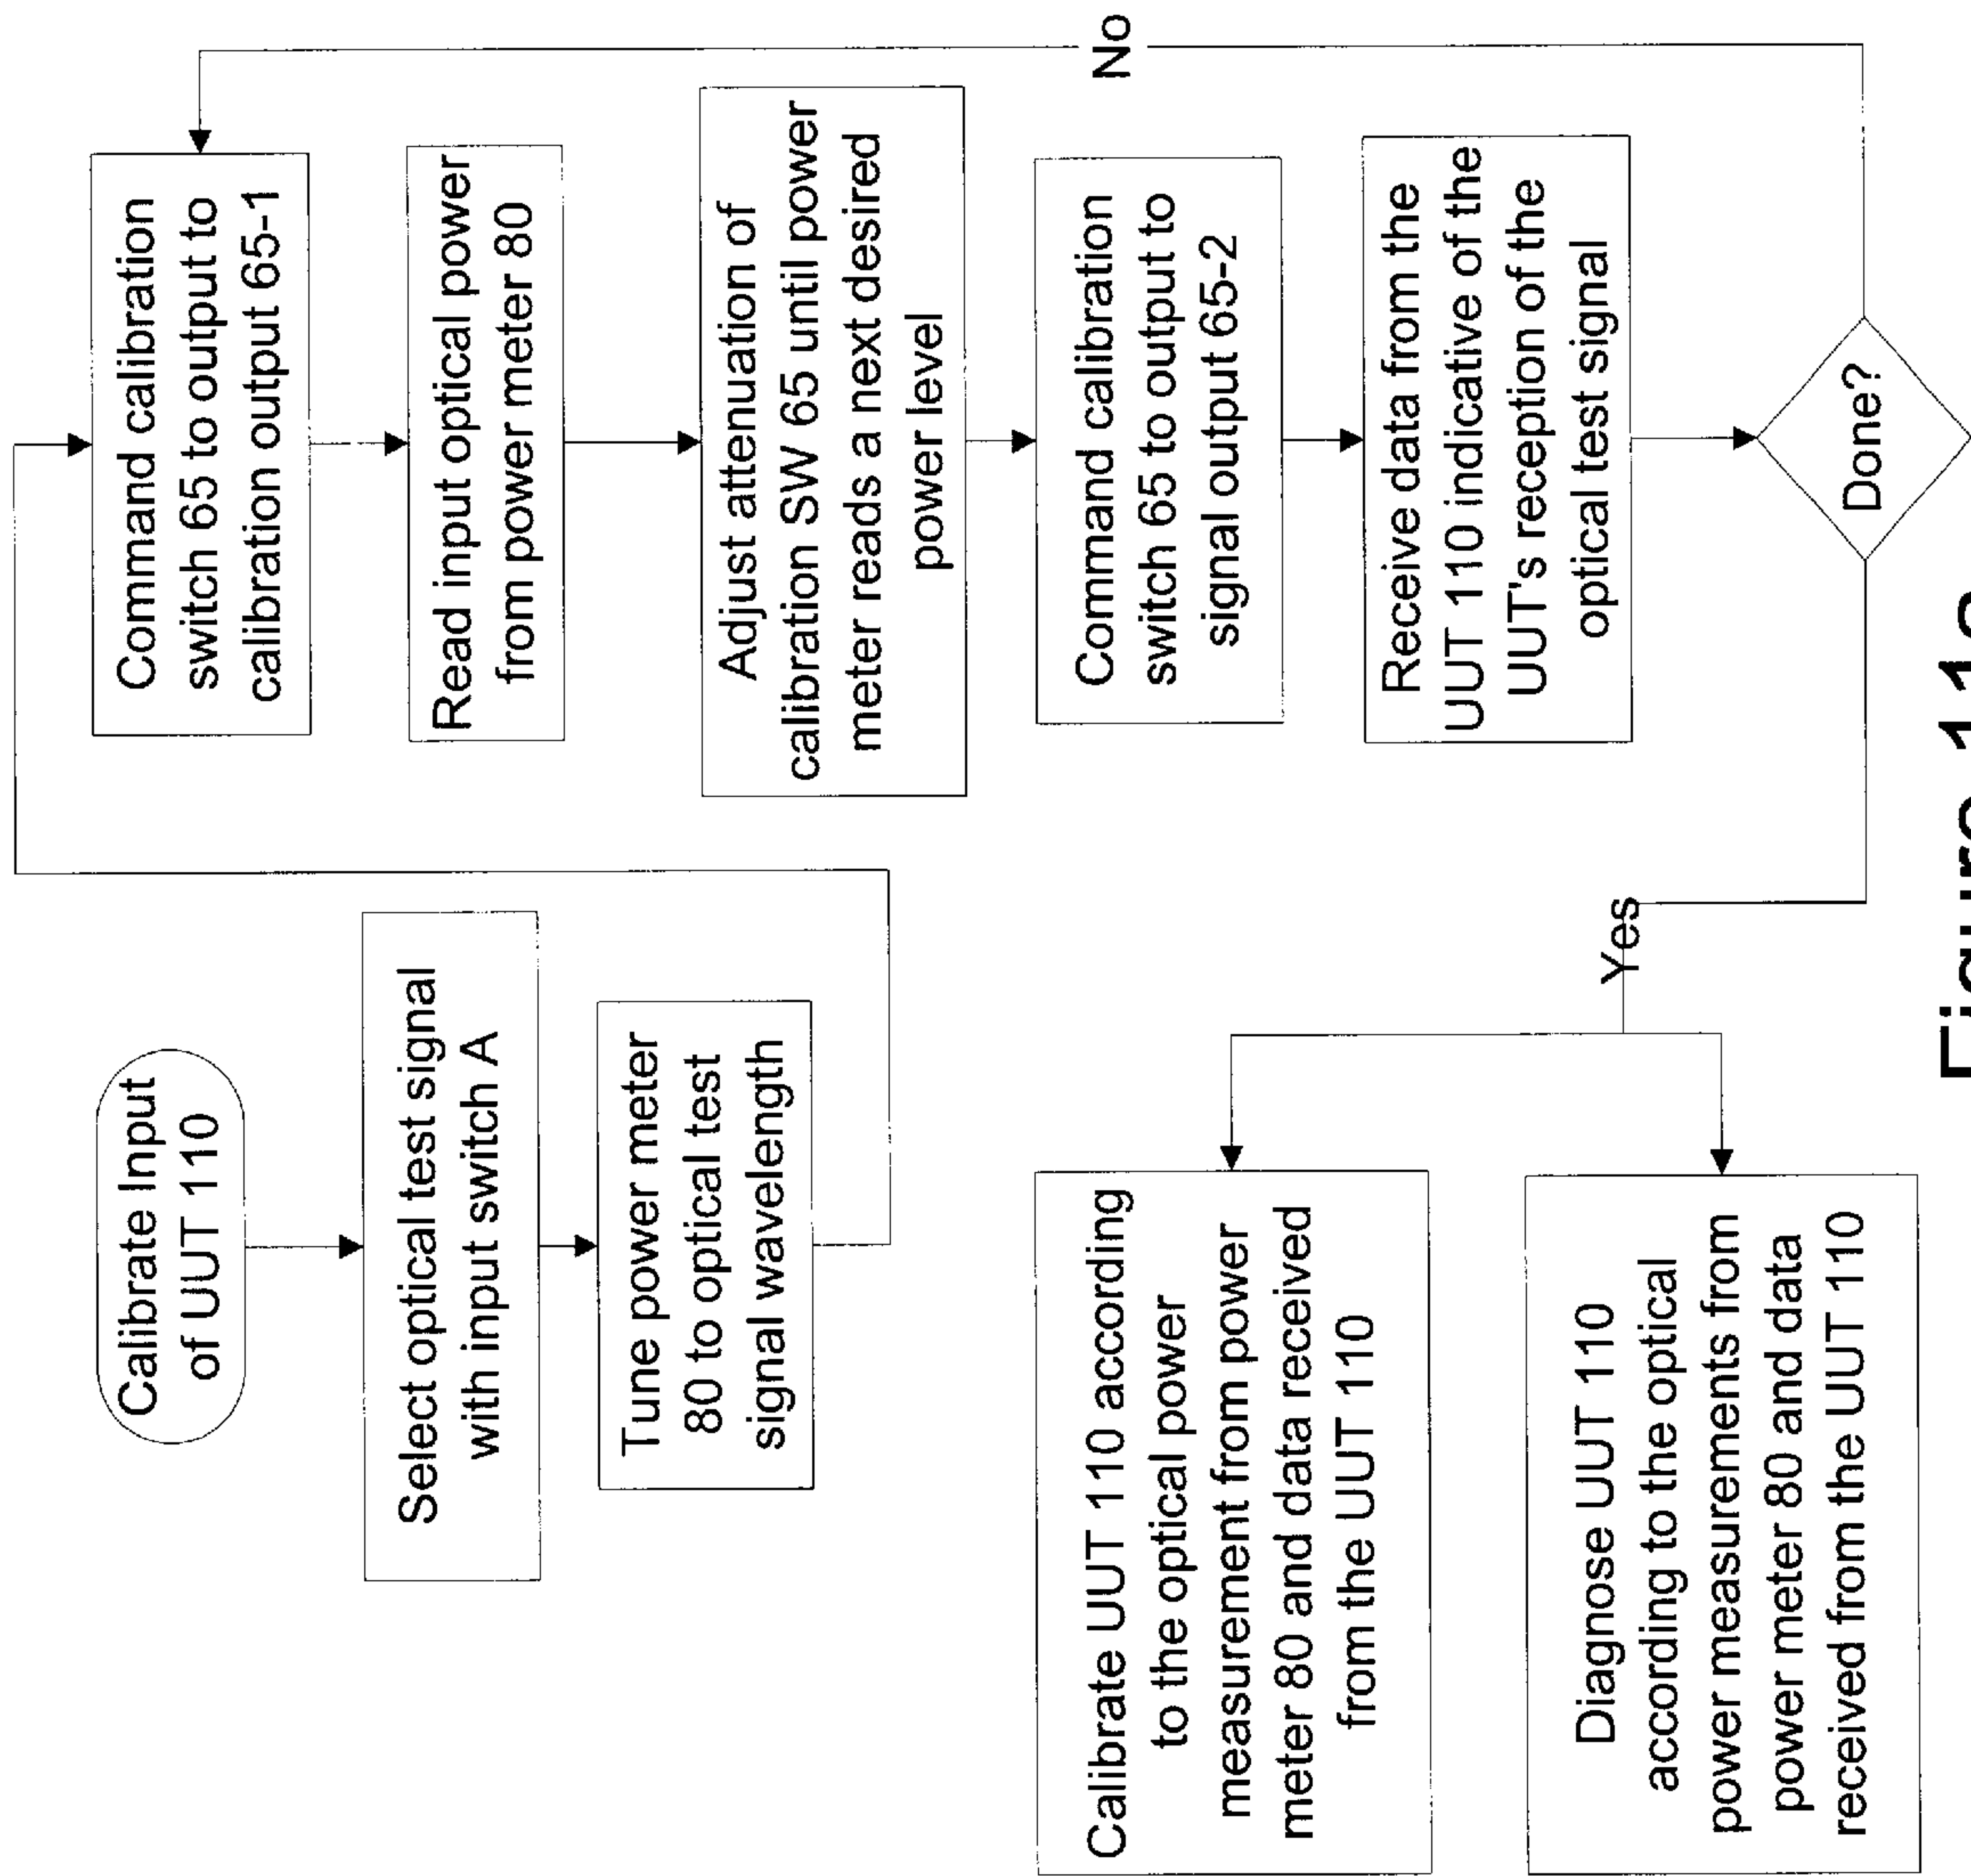 Calibrate Input
of UUT 110
Select optical test signal
with input switch A
Tune power meter
80 to optical test
signal wavelength
Command calibration
switch 65 to output to
calibration output 65-1
Read input optical power
from power meter 80
Adjust attenuation of
calibration SW 65 until power
meter reads a next desired
power level
Command calibration
switch 65 to output to
signal output 65-2
Receive data from the
UUT 110 indicative of the
UUT's reception of the
optical test signal
Done?
No
Yes
Calibrate UUT 110 according
to the optical power
measurement from power
meter 80 and data received
from the UUT 110
Diagnose UUT 110
according to the optical
power measurements from
power meter 80 and data
received from the UUT 110
Figure